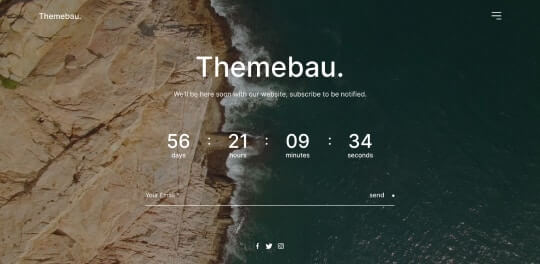 Themebau.
Themebau.
We'll be here soon with our website, subscribe to be notified.
56 : 21 : 09 : 34
days hours minutes seconds
Your Email * send